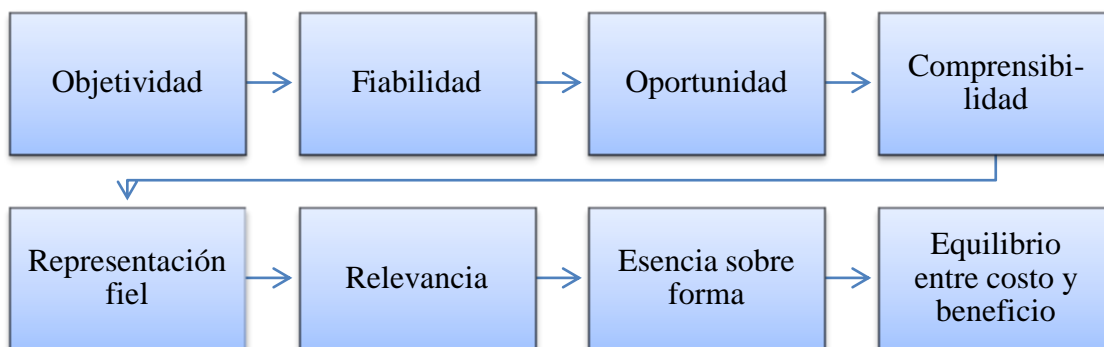 Objetividad
Fiabilidad
Oportunidad
Comprensibi-
lidad
Representación
fiel
Relevancia
Esencia sobre
forma
Equilibrio
entre costo y
beneficio